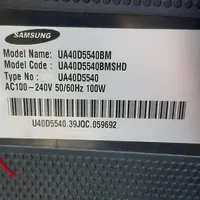 SAMSUNG
Model Name : UA40D5540BM
Model Code : UA40D5540BMSHD
Type No : UA40D5540
AC100-240V 50/60Hz 100W
U40D5540.39JQC.059692